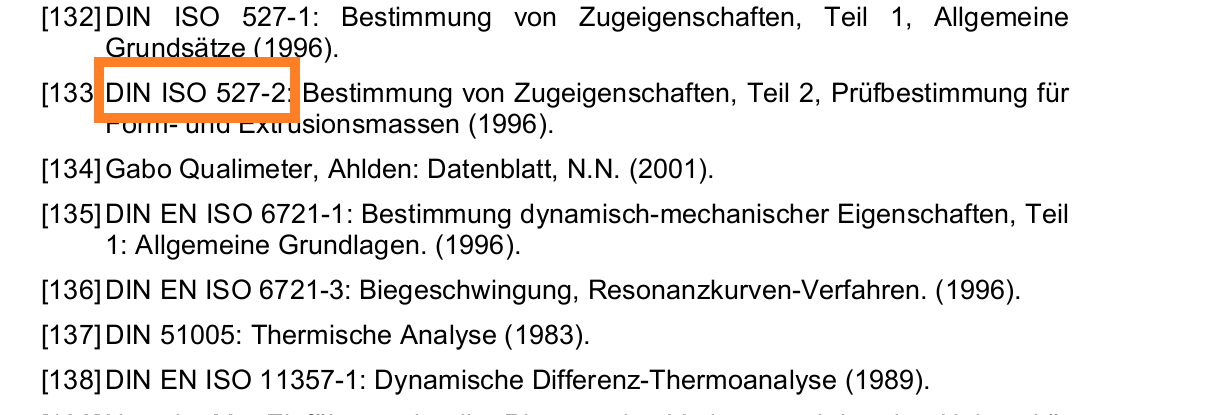 [132] DIN ISO 527-1: Bestimmung von Zugeigenschaften, Teil 1, Allgemeine
Grundsätze (1996).
[133 DIN ISO 527-2: Bestimmung von Zugeigenschaften, Teil 2, Prüfbestimmung für
Form- und Extrusionsmassen (1996).
[134] Gabo Qualimeter, Ahlden: Datenblatt, N.N. (2001).
[135] DIN EN ISO 6721-1: Bestimmung dynamisch-mechanischer Eigenschaften, Teil
1: Allgemeine Grundlagen. (1996).
[136] DIN EN ISO 6721-3: Biegeschwingung, Resonanzkurven-Verfahren. (1996).
[137] DIN 51005: Thermische Analyse (1983).
[138] DIN EN ISO 11357-1: Dynamische Differenz-Thermoanalyse (1989).